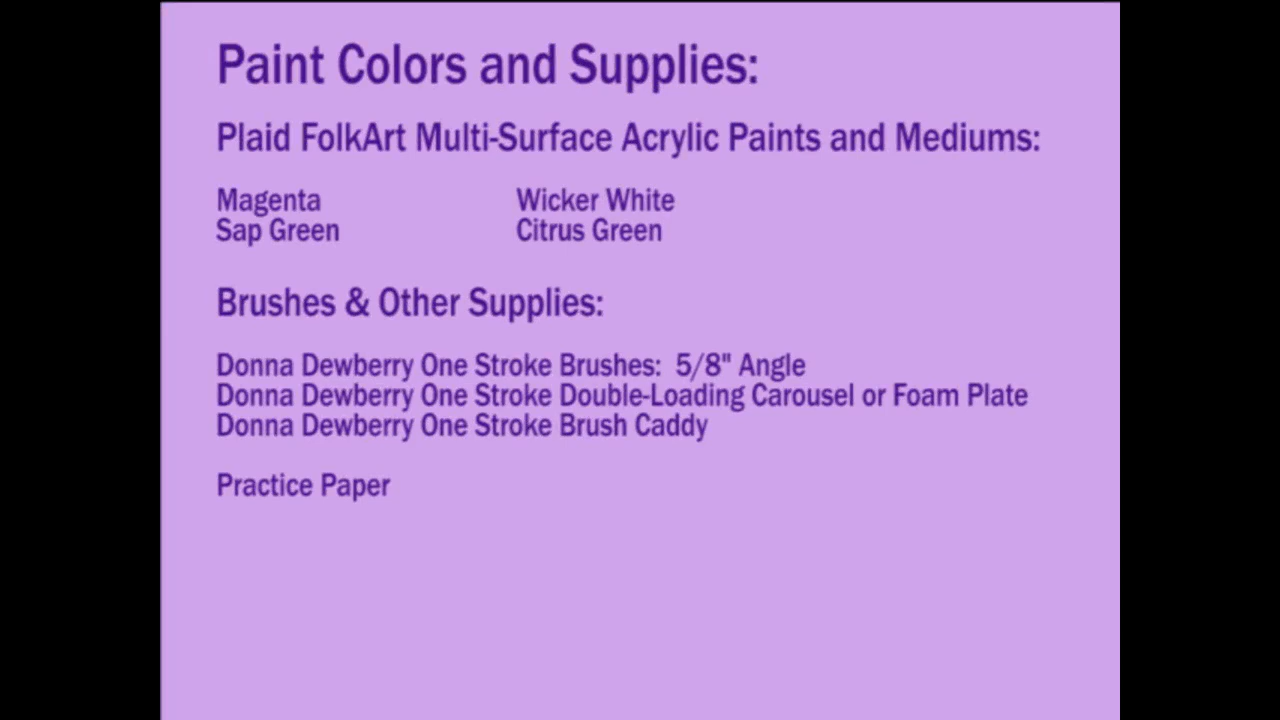 Paint Colors and Supplies:
Plaid FolkArt Multi-Surface Acrylic Paints and Mediums:
Magenta Wicker White
Sap Green Citrus Green
Brushes & Other Supplies:
Donna Dewberry One Stroke Brushes:  5/8" Angle
Donna Dewberry One Stroke Double-Loading Carousel or Foam Plate
Donna Dewberry One Stroke Brush Caddy
Practice Paper